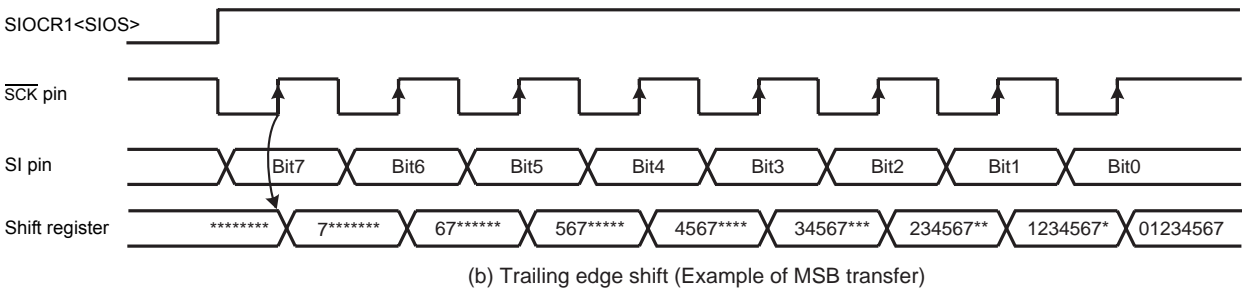 SIOCR1<SIOS>
SCK pin
SI pin Bit7 Bit6 Bit5 Bit4 Bit3 Bit2 Bit1 Bit0
Shift register ******** 7******* 67****** 567***** 4567**** 34567*** 234567** 1234567* 01234567
(b) Trailing edge shift (Example of MSB transfer)